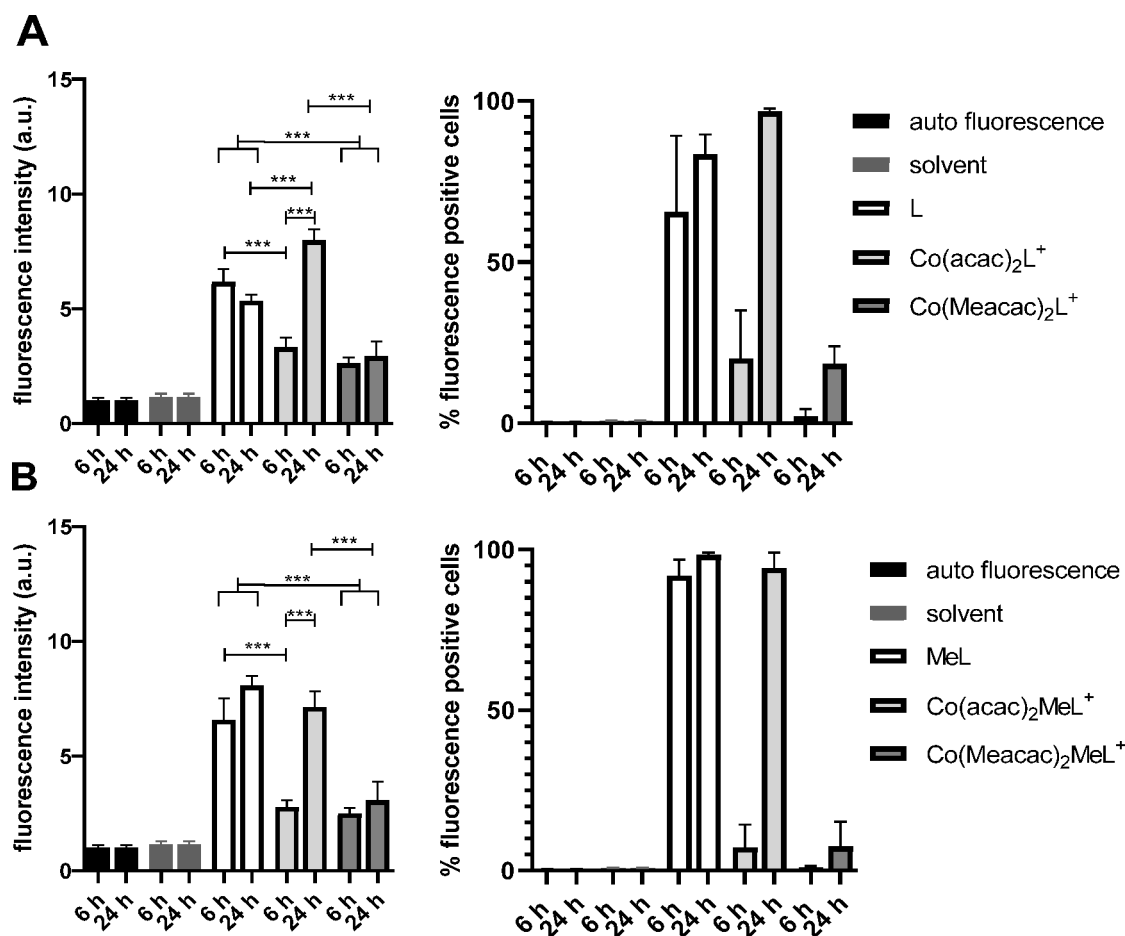 A
fluorescence intensity (a.u.)
15
10
5
0
***
***
***
***
***
6 h
24 h
6 h
24 h
6 h
24 h
6 h
24 h
6 h
24 h
% fluorescence positive cells
100
50
0
6 h
24 h
6 h
24 h
6 h
24 h
6 h
24 h
6 h
24 h
auto fluorescence
solvent
L
Co(acac)₂L⁺
Co(Meacac)₂L⁺
B
fluorescence intensity (a.u.)
15
10
5
0
***
***
***
***
6 h
24 h
6 h
24 h
6 h
24 h
6 h
24 h
6 h
24 h
% fluorescence positive cells
100
50
0
6 h
24 h
6 h
24 h
6 h
24 h
6 h
24 h
6 h
24 h
auto fluorescence
solvent
MeL
Co(acac)₂MeL⁺
Co(Meacac)₂MeL⁺